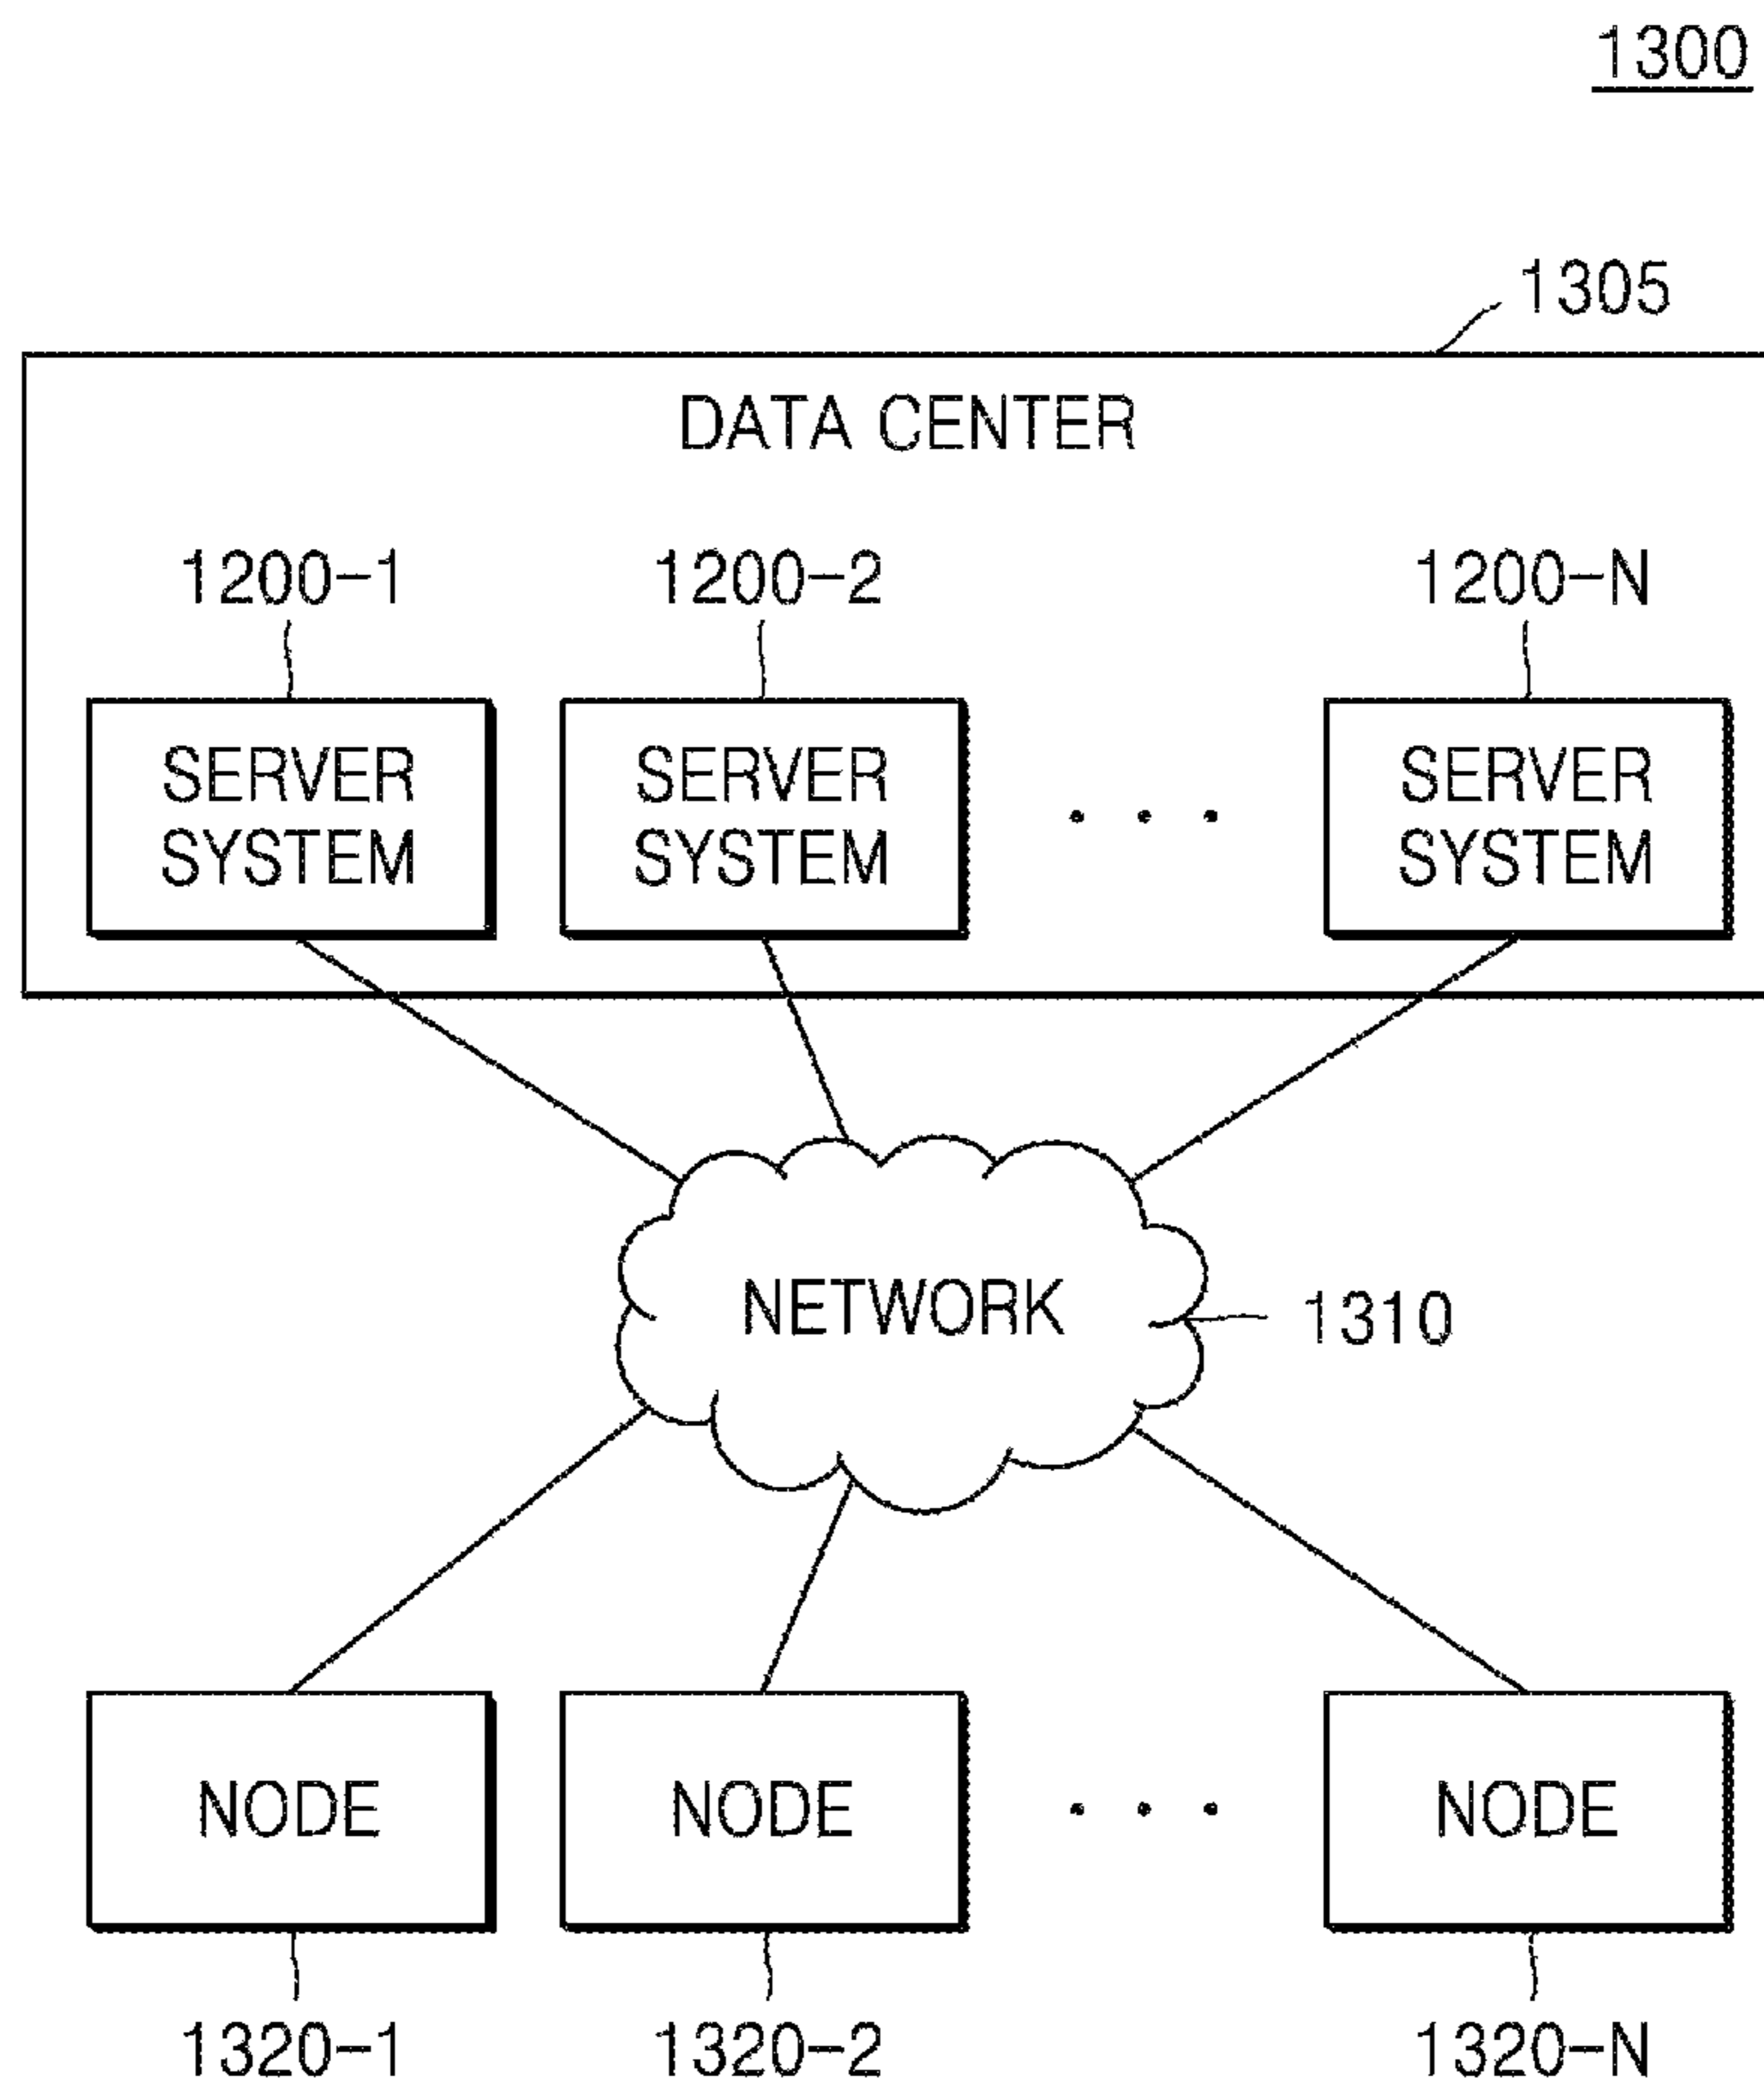 1300
1305
DATA CENTER
1200-1 1200-2 1200-N
SERVER SYSTEM SERVER SYSTEM . . . SERVER SYSTEM
NETWORK 1310
NODE NODE . . . NODE
1320-1 1320-2 1320-N